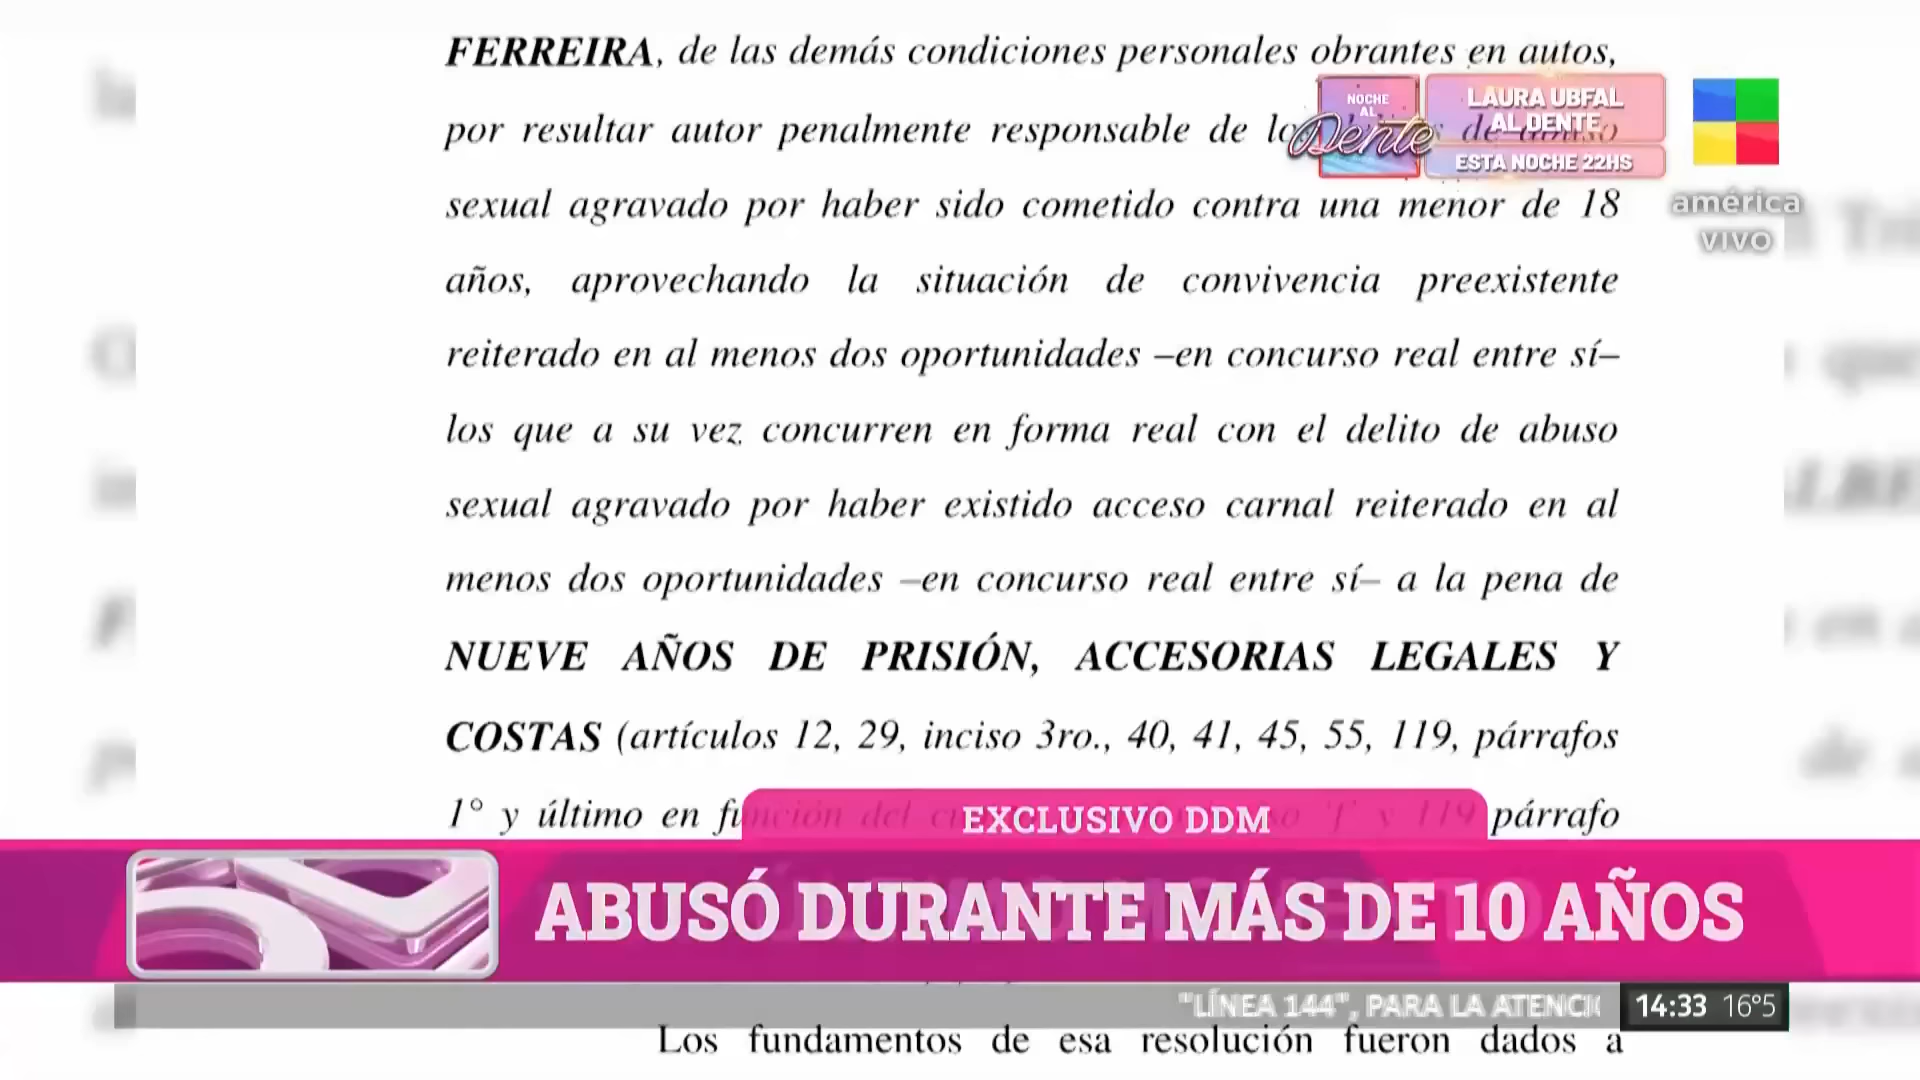 FERREIRA, de las demás condiciones personales obrantes en autos,
NOCHE
AL
Dente
LAURA UBFAL
AL DENTE
ESTA NOCHE 22HS
américa
VIVO
por resultar autor penalmente responsable de de abuso
sexual agravado por haber sido cometido contra una menor de 18
años, aprovechando la situación de convivencia preexistente
reiterado en al menos dos oportunidades –en concurso real entre sí–
los que a su vez concurren en forma real con el delito de abuso
sexual agravado por haber existido acceso carnal reiterado en al
menos dos oportunidades –en concurso real entre sí– a la pena de
NUEVE AÑOS DE PRISIÓN, ACCESORIAS LEGALES Y
COSTAS (artículos 12, 29, inciso 3ro., 40, 41, 45, 55, 119, párrafos
1° y último en función del "f" y 119 párrafo
EXCLUSIVO DDM
ABUSÓ DURANTE MÁS DE 10 AÑOS
"LÍNEA 144", PARA LA ATENCI
14:33 16°5
Los fundamentos de esa resolución fueron dados a